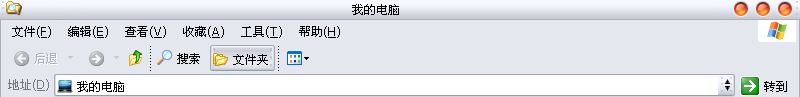 我的电脑
文件(F) 编辑(E) 查看(V) 收藏(A) 工具(T) 帮助(H)
后退 搜索 文件夹
地址(D) 我的电脑 转到